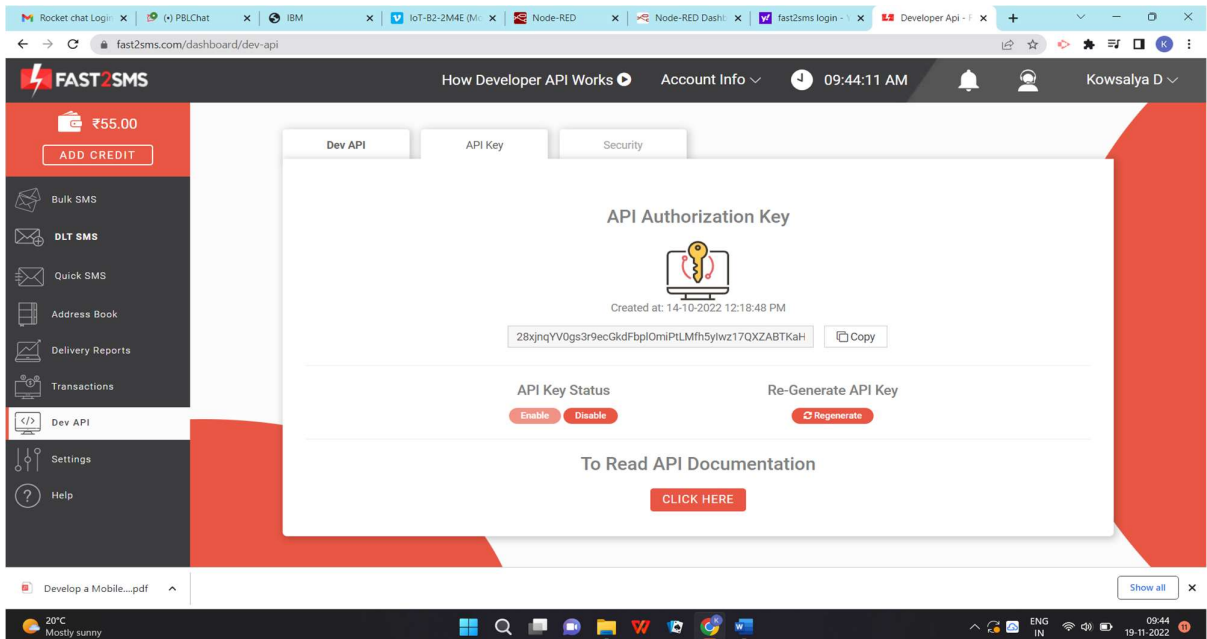 Rocket chat Login
(•) PBLChat
IBM
IoT-B2-2M4E (Mo
Node-RED
Node-RED Dashb
fast2sms login - Y
Developer Api - F
fast2sms.com/dashboard/dev-api
K
FAST2SMS
How Developer API Works
Account Info
09:44:11 AM
Kowsalya D
₹55.00
ADD CREDIT
Bulk SMS
DLT SMS
Quick SMS
Address Book
Delivery Reports
Transactions
Dev API
Settings
Help
Dev API
API Key
Security
API Authorization Key
Created at: 14-10-2022 12:18:48 PM
Copy
API Key Status
Re-Generate API Key
Enable
Disable
Regenerate
To Read API Documentation
CLICK HERE
Develop a Mobile....pdf
Show all
20°C
Mostly sunny
ENG
IN
09:44
19-11-2022
11